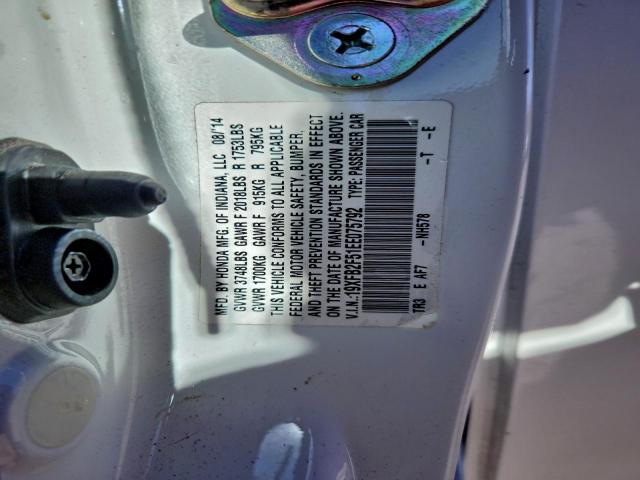 MFD. BY HONDA MFG. OF INDIANA, LLC 08/14
GVWR 3748LBS GAWR F 2018LBS R 1753LBS
GVWR 1700KG GAWR F 915KG R 795KG
THIS VEHICLE CONFORMS TO ALL APPLICABLE
FEDERAL MOTOR VEHICLE SAFETY, BUMPER,
AND THEFT PREVENTION STANDARDS IN EFFECT
ON THE DATE OF MANUFACTURE SHOWN ABOVE.
V.I.N.:19XFB2F51EE075792 TYPE: PASSENGER CAR
TR3 E AF7 -NH578 -T -E